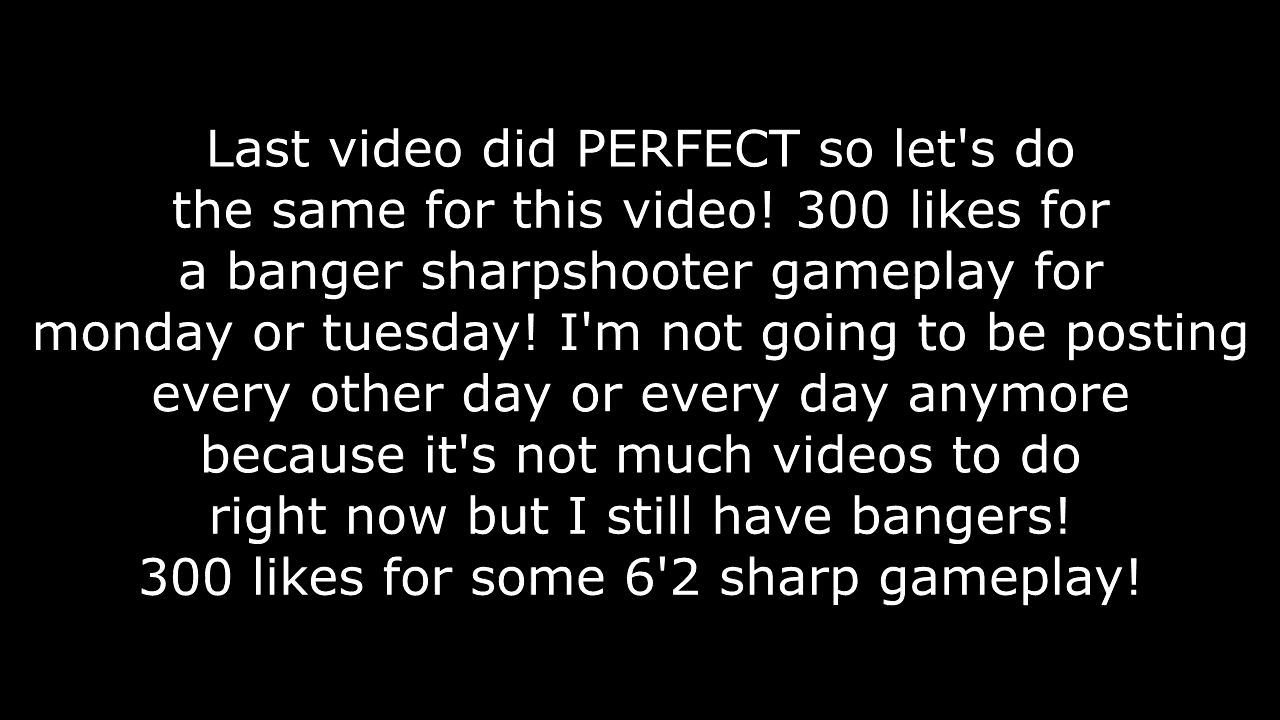 Last video did PERFECT so let's do
the same for this video! 300 likes for
a banger sharpshooter gameplay for
monday or tuesday! I'm not going to be posting
every other day or every day anymore
because it's not much videos to do
right now but I still have bangers!
300 likes for some 6'2 sharp gameplay!